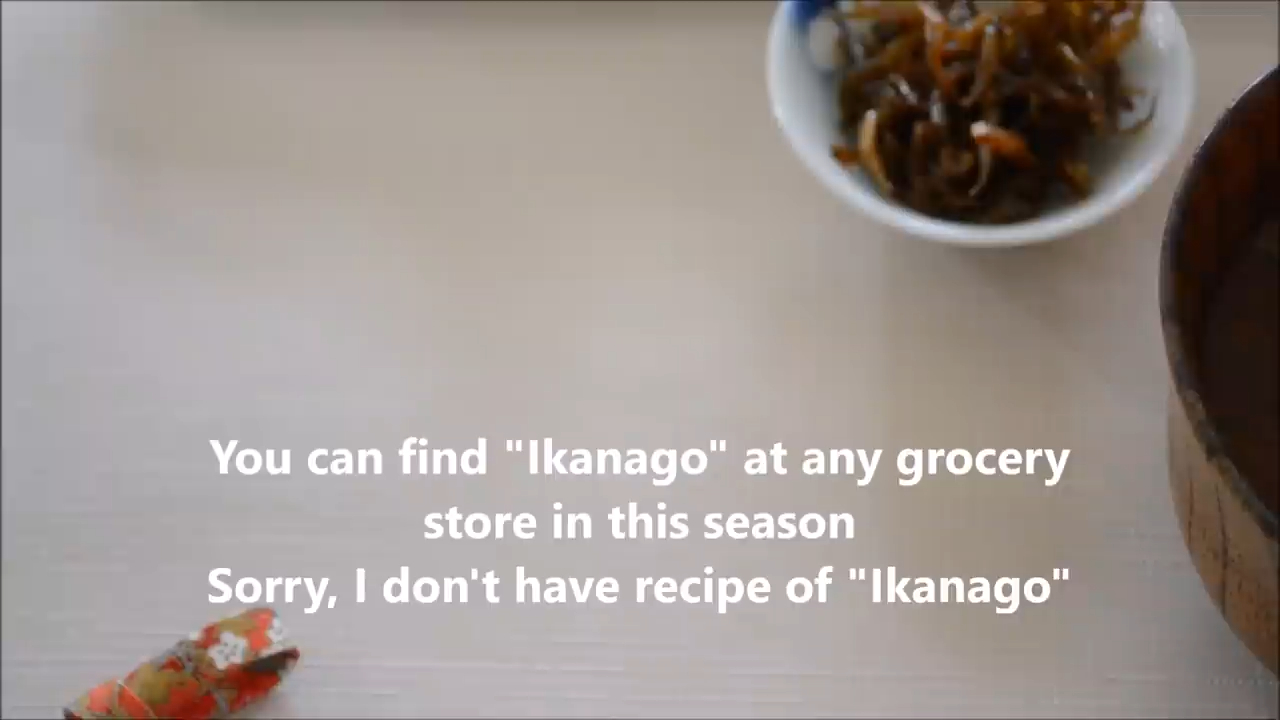 You can find "Ikanago" at any grocery
store in this season
Sorry, I don't have recipe of "Ikanago"